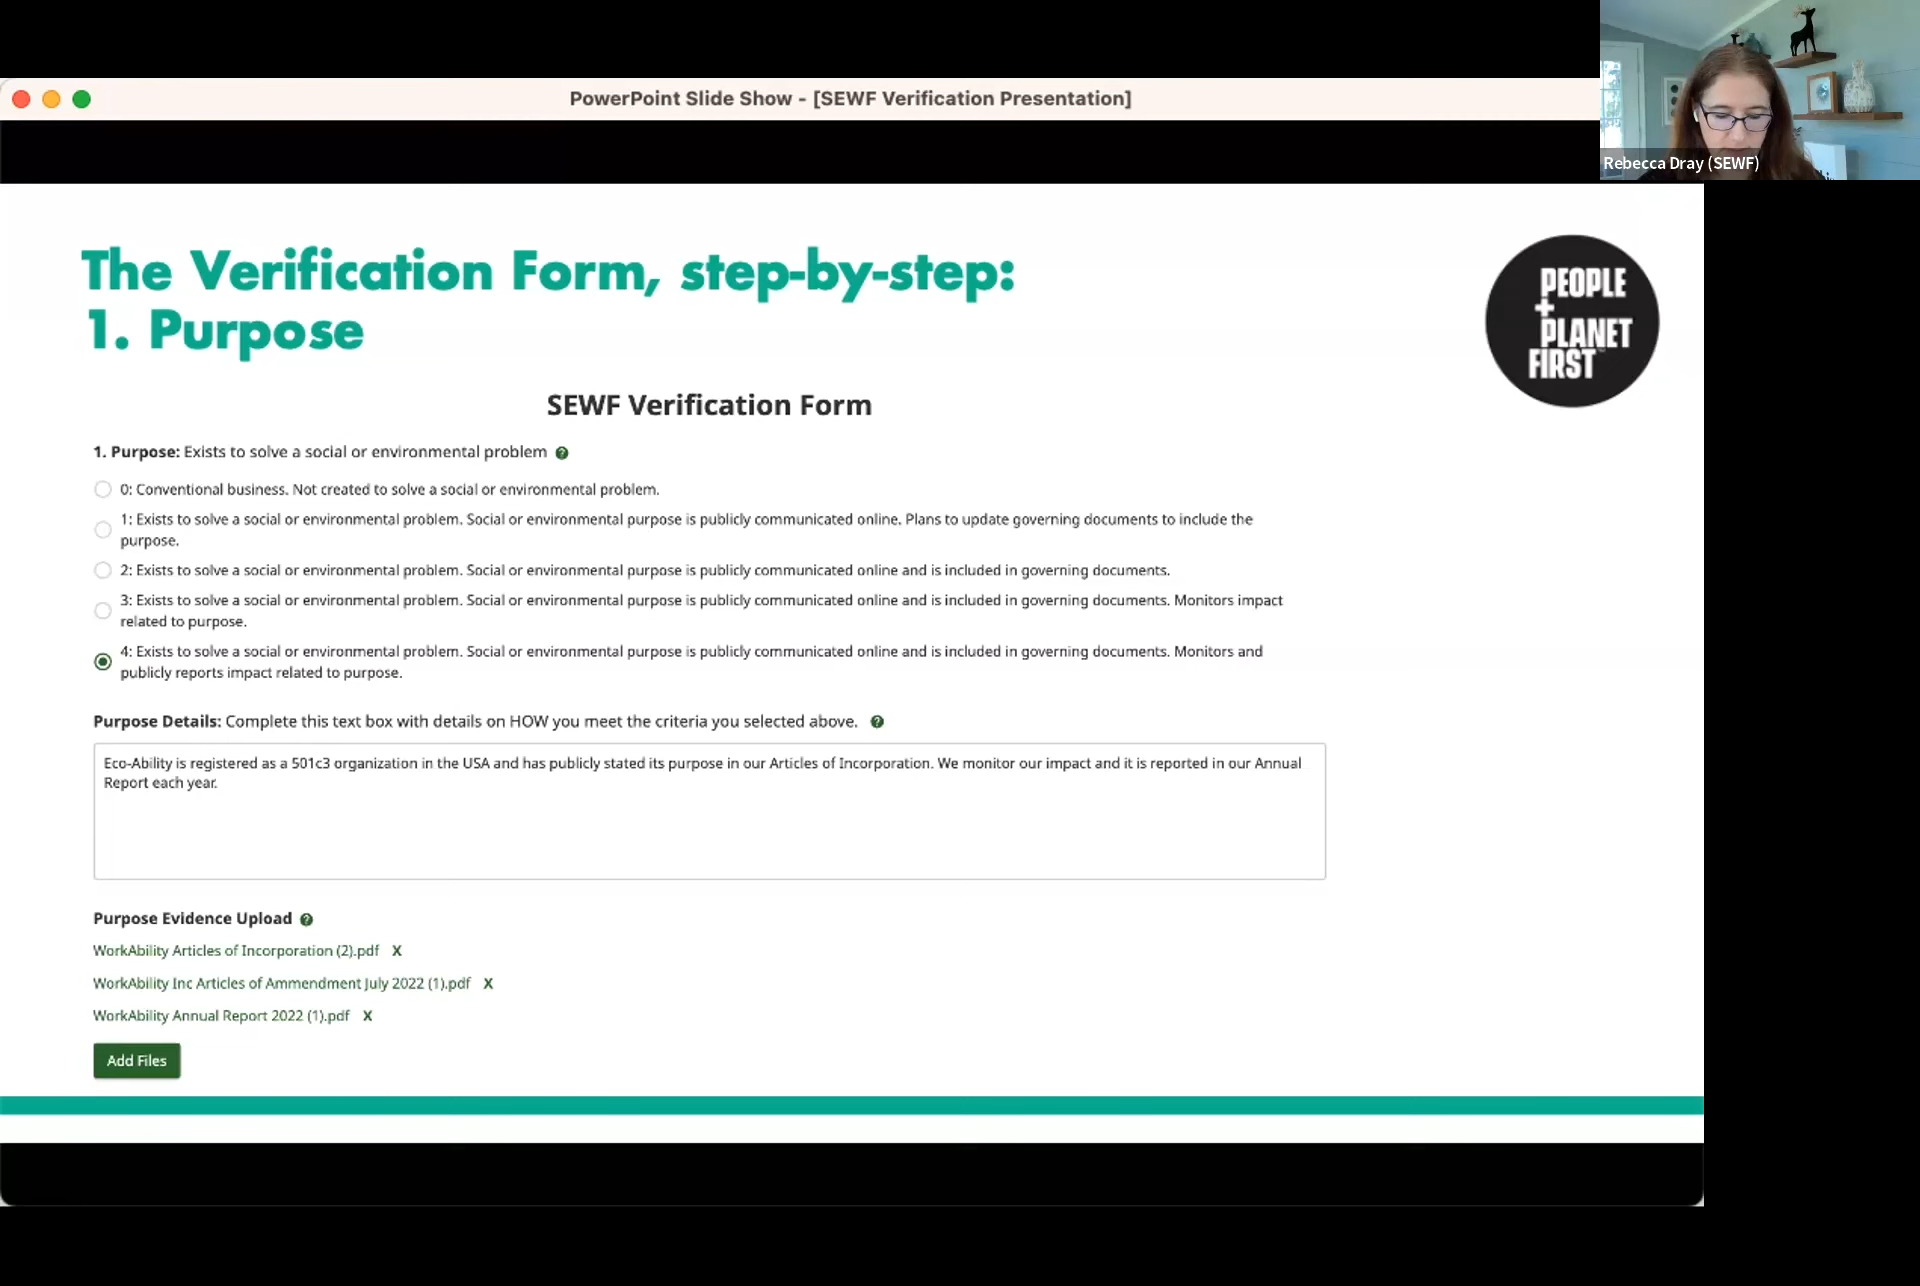 PowerPoint Slide Show - [SEWF Verification Presentation]
Rebecca Dray (SEWF)
The Verification Form, step-by-step:
1. Purpose
PEOPLE
+
PLANET
FIRST
SEWF Verification Form
1. Purpose: Exists to solve a social or environmental problem ?
0: Conventional business. Not created to solve a social or environmental problem.
1: Exists to solve a social or environmental problem. Social or environmental purpose is publicly communicated online. Plans to update governing documents to include the
purpose.
2: Exists to solve a social or environmental problem. Social or environmental purpose is publicly communicated online and is included in governing documents.
3: Exists to solve a social or environmental problem. Social or environmental purpose is publicly communicated online and is included in governing documents. Monitors impact
related to purpose.
4: Exists to solve a social or environmental problem. Social or environmental purpose is publicly communicated online and is included in governing documents. Monitors and
publicly reports impact related to purpose.
Purpose Details: Complete this text box with details on HOW you meet the criteria you selected above. ?
Eco-Ability is registered as a 501c3 organization in the USA and has publicly stated its purpose in our Articles of Incorporation. We monitor our impact and it is reported in our Annual
Report each year.
Purpose Evidence Upload ?
WorkAbility Articles of Incorporation (2).pdf X
WorkAbility Inc Articles of Ammendment July 2022 (1).pdf X
WorkAbility Annual Report 2022 (1).pdf X
Add Files